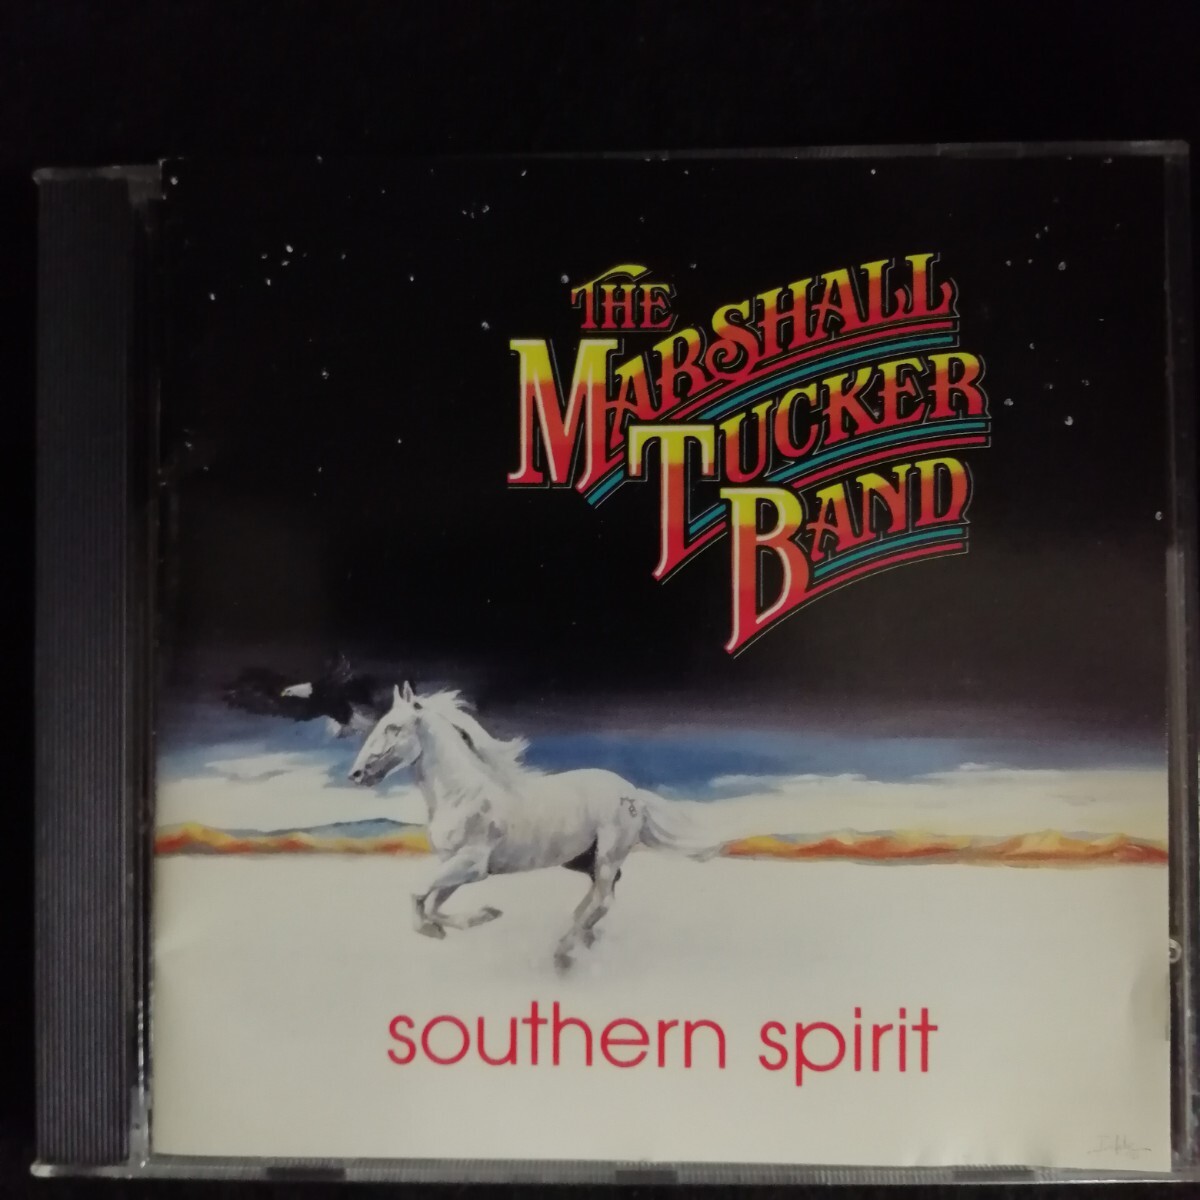 THE
MARSHALL
TUCKER
BAND
southern spirit